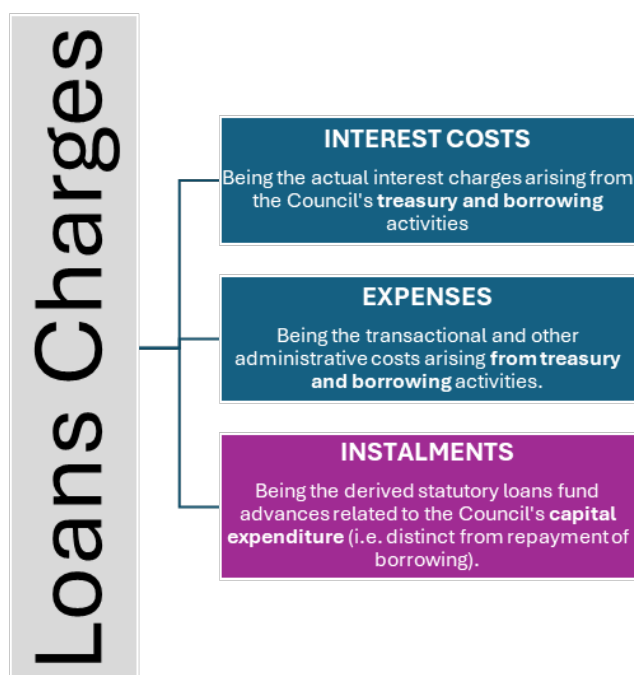 Loans Charges
INTEREST COSTS
Being the actual interest charges arising from
the Council's treasury and borrowing
activities
EXPENSES
Being the transactional and other
administrative costs arising from treasury
and borrowing activities.
INSTALMENTS
Being the derived statutory loans fund
advances related to the Council's capital
expenditure (i.e. distinct from repayment of
borrowing).